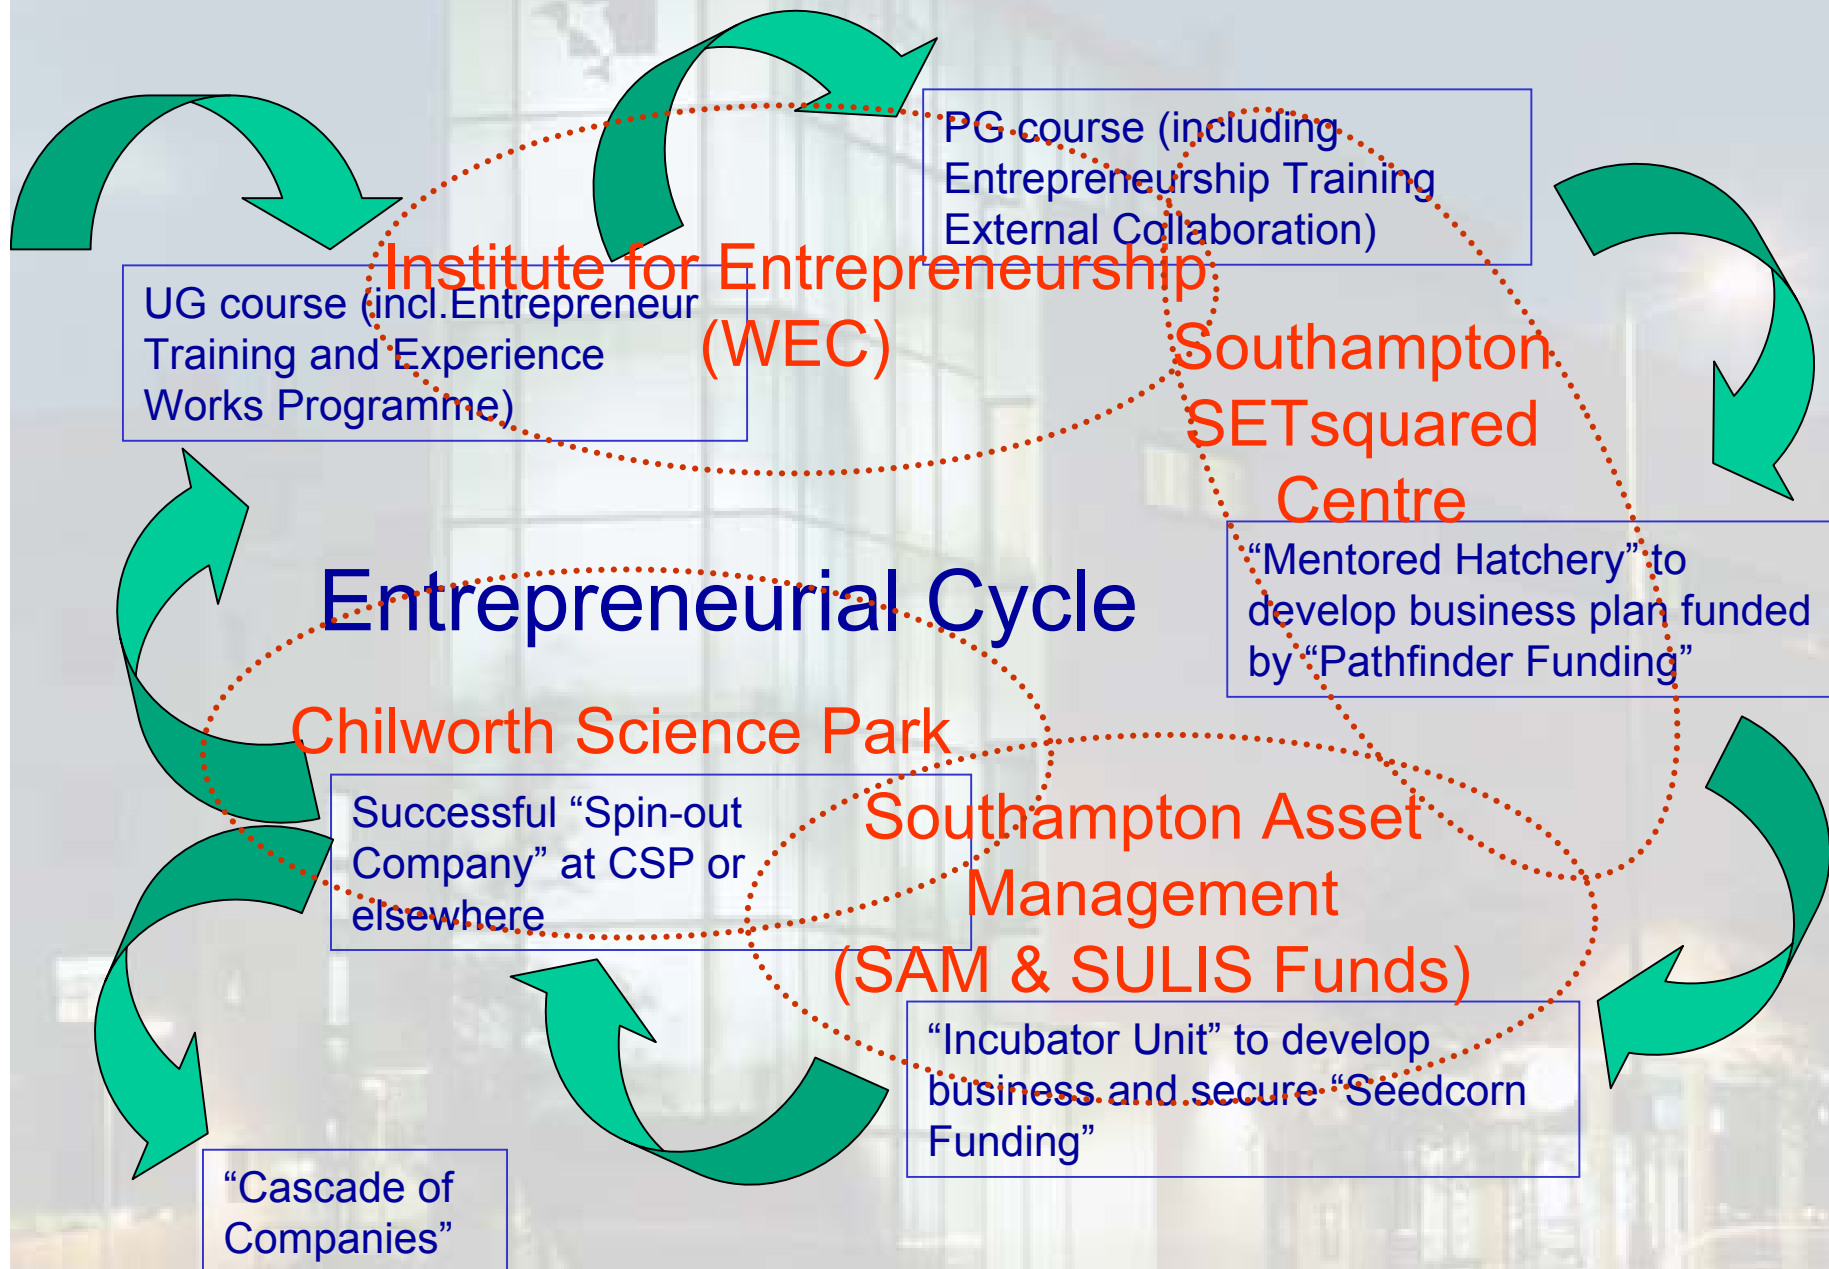 PG course (including
Entrepreneurship Training
External Collaboration)
Institute for Entrepreneurship
(WEC)
UG course (incl.Entrepreneur
Training and Experience
Works Programme)
Southampton
SETsquared
Centre
“Mentored Hatchery” to
develop business plan funded
by “Pathfinder Funding”
Entrepreneurial Cycle
Chilworth Science Park
Successful “Spin-out
Company” at CSP or
elsewhere
Southampton Asset
Management
(SAM & SULIS Funds)
“Incubator Unit” to develop
business and secure “Seedcorn
Funding”
“Cascade of
Companies”